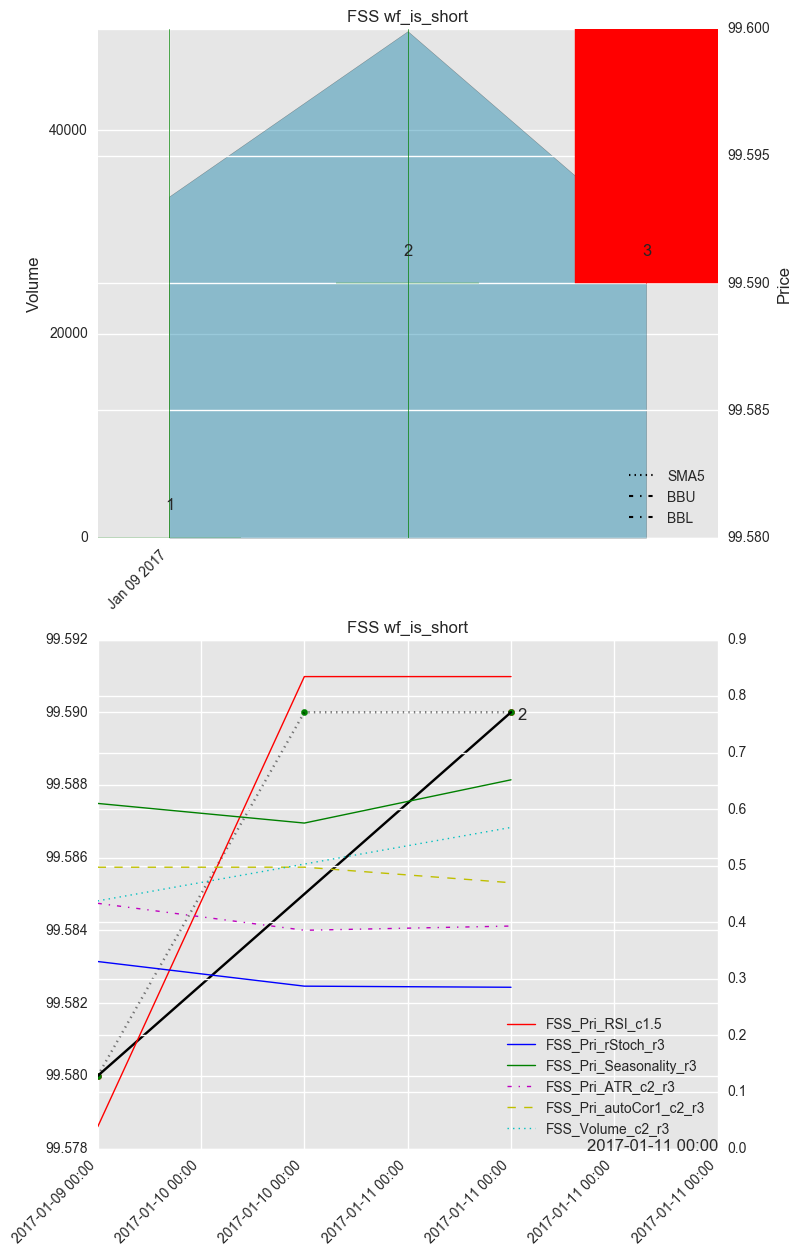 FSS wf_is_short
99.600
40000
99.595
2
3
Volume
99.590
Price
20000
99.585
SMA5
1
BBU
BBL
0
99.580
Jan 09 2017
FSS wf_is_short
99.592
0.9
0.8
99.590
2
0.7
99.588
0.6
99.586
0.5
99.584
0.4
99.582
0.3
FSS_Pri_RSI_c1.5
0.2
FSS_Pri_rStoch_r3
99.580
FSS_Pri_Seasonality_r3
0.1
FSS_Pri_ATR_c2_r3
FSS_Pri_autoCor1_c2_r3
FSS_Volume_c2_r3
99.578
2017-01-11 00:00
0.0
2017-01-09 00:00
2017-01-10 00:00
2017-01-10 00:00
2017-01-11 00:00
2017-01-11 00:00
2017-01-11 00:00
2017-01-11 00:00